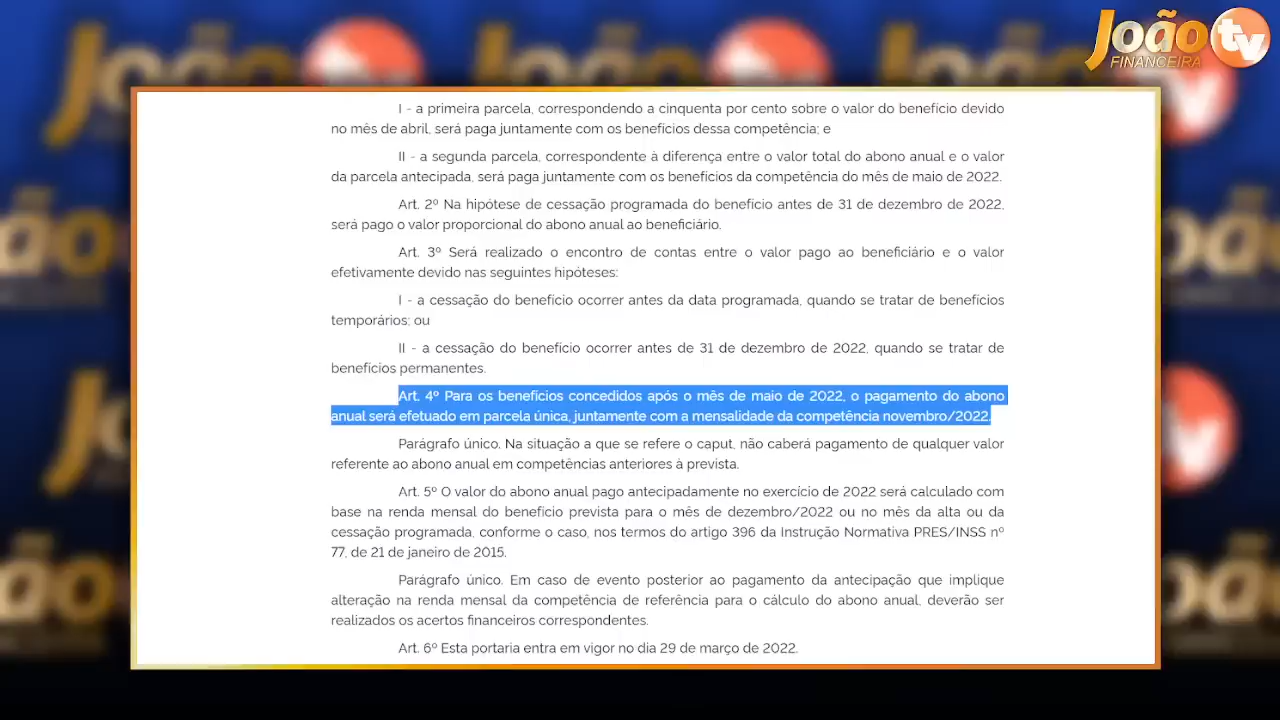 João tv
FINANCEIRA
I - a primeira parcela, correspondendo a cinquenta por cento sobre o valor do benefício devido
no mês de abril, será paga juntamente com os benefícios dessa competência; e
II - a segunda parcela, correspondente à diferença entre o valor total do abono anual e o valor
da parcela antecipada, será paga juntamente com os benefícios da competência do mês de maio de 2022.
Art. 2º Na hipótese de cessação programada do benefício antes de 31 de dezembro de 2022,
será pago o valor proporcional do abono anual ao beneficiário.
Art. 3º Será realizado o encontro de contas entre o valor pago ao beneficiário e o valor
efetivamente devido nas seguintes hipóteses:
I - a cessação do benefício ocorrer antes da data programada, quando se tratar de benefícios
temporários; ou
II - a cessação do benefício ocorrer antes de 31 de dezembro de 2022, quando se tratar de
benefícios permanentes.
Art. 4º Para os benefícios concedidos após o mês de maio de 2022, o pagamento do abono
anual será efetuado em parcela única, juntamente com a mensalidade da competência novembro/2022.
Parágrafo único. Na situação a que se refere o caput, não caberá pagamento de qualquer valor
referente ao abono anual em competências anteriores à prevista.
Art. 5º O valor do abono anual pago antecipadamente no exercício de 2022 será calculado com
base na renda mensal do benefício prevista para o mês de dezembro/2022 ou no mês da alta ou da
cessação programada, conforme o caso, nos termos do artigo 396 da Instrução Normativa PRES/INSS nº
77, de 21 de janeiro de 2015.
Parágrafo único. Em caso de evento posterior ao pagamento da antecipação que implique
alteração na renda mensal da competência de referência para o cálculo do abono anual, deverão ser
realizados os acertos financeiros correspondentes.
Art. 6º Esta portaria entra em vigor no dia 29 de março de 2022.